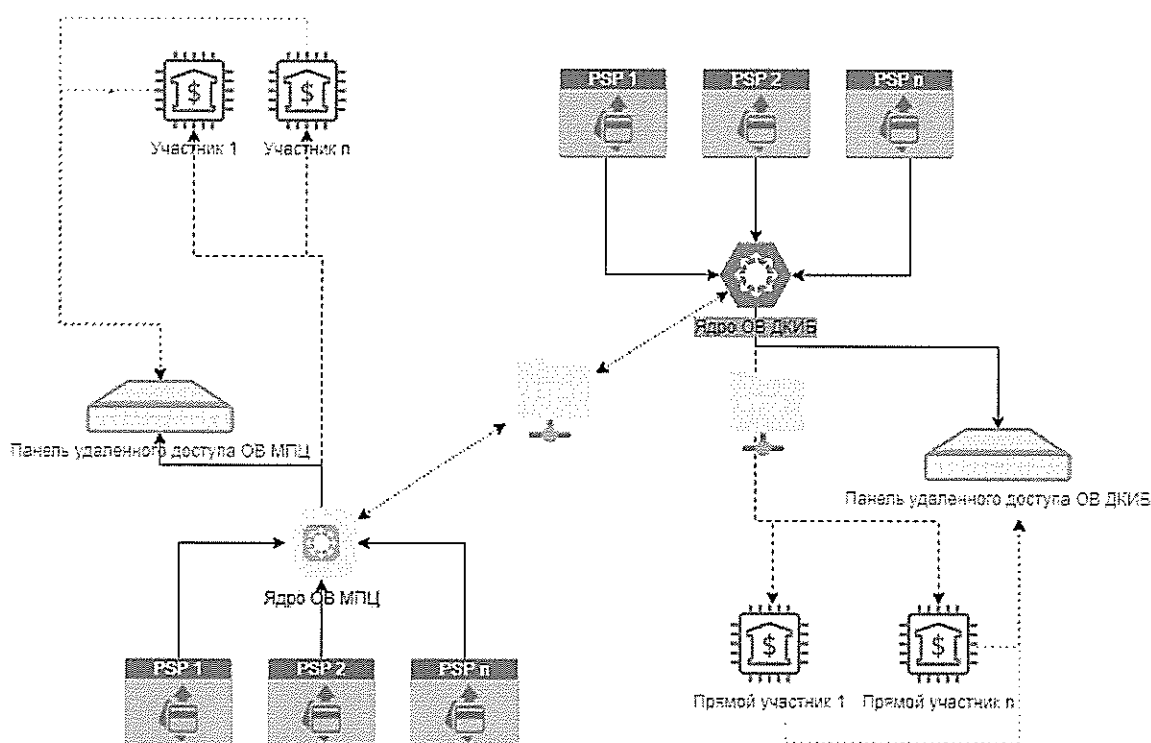 Участник 1
Участник n
PSP 1
PSP 2
PSP n
Ядро ОВ ДКИБ
Панель удаленного доступа ОВ МПЦ
Панель удаленного доступа ОВ ДКИБ
Ядро ОВ МПЦ
PSP 1
PSP 2
PSP n
Прямой участник 1
Прямой участник n